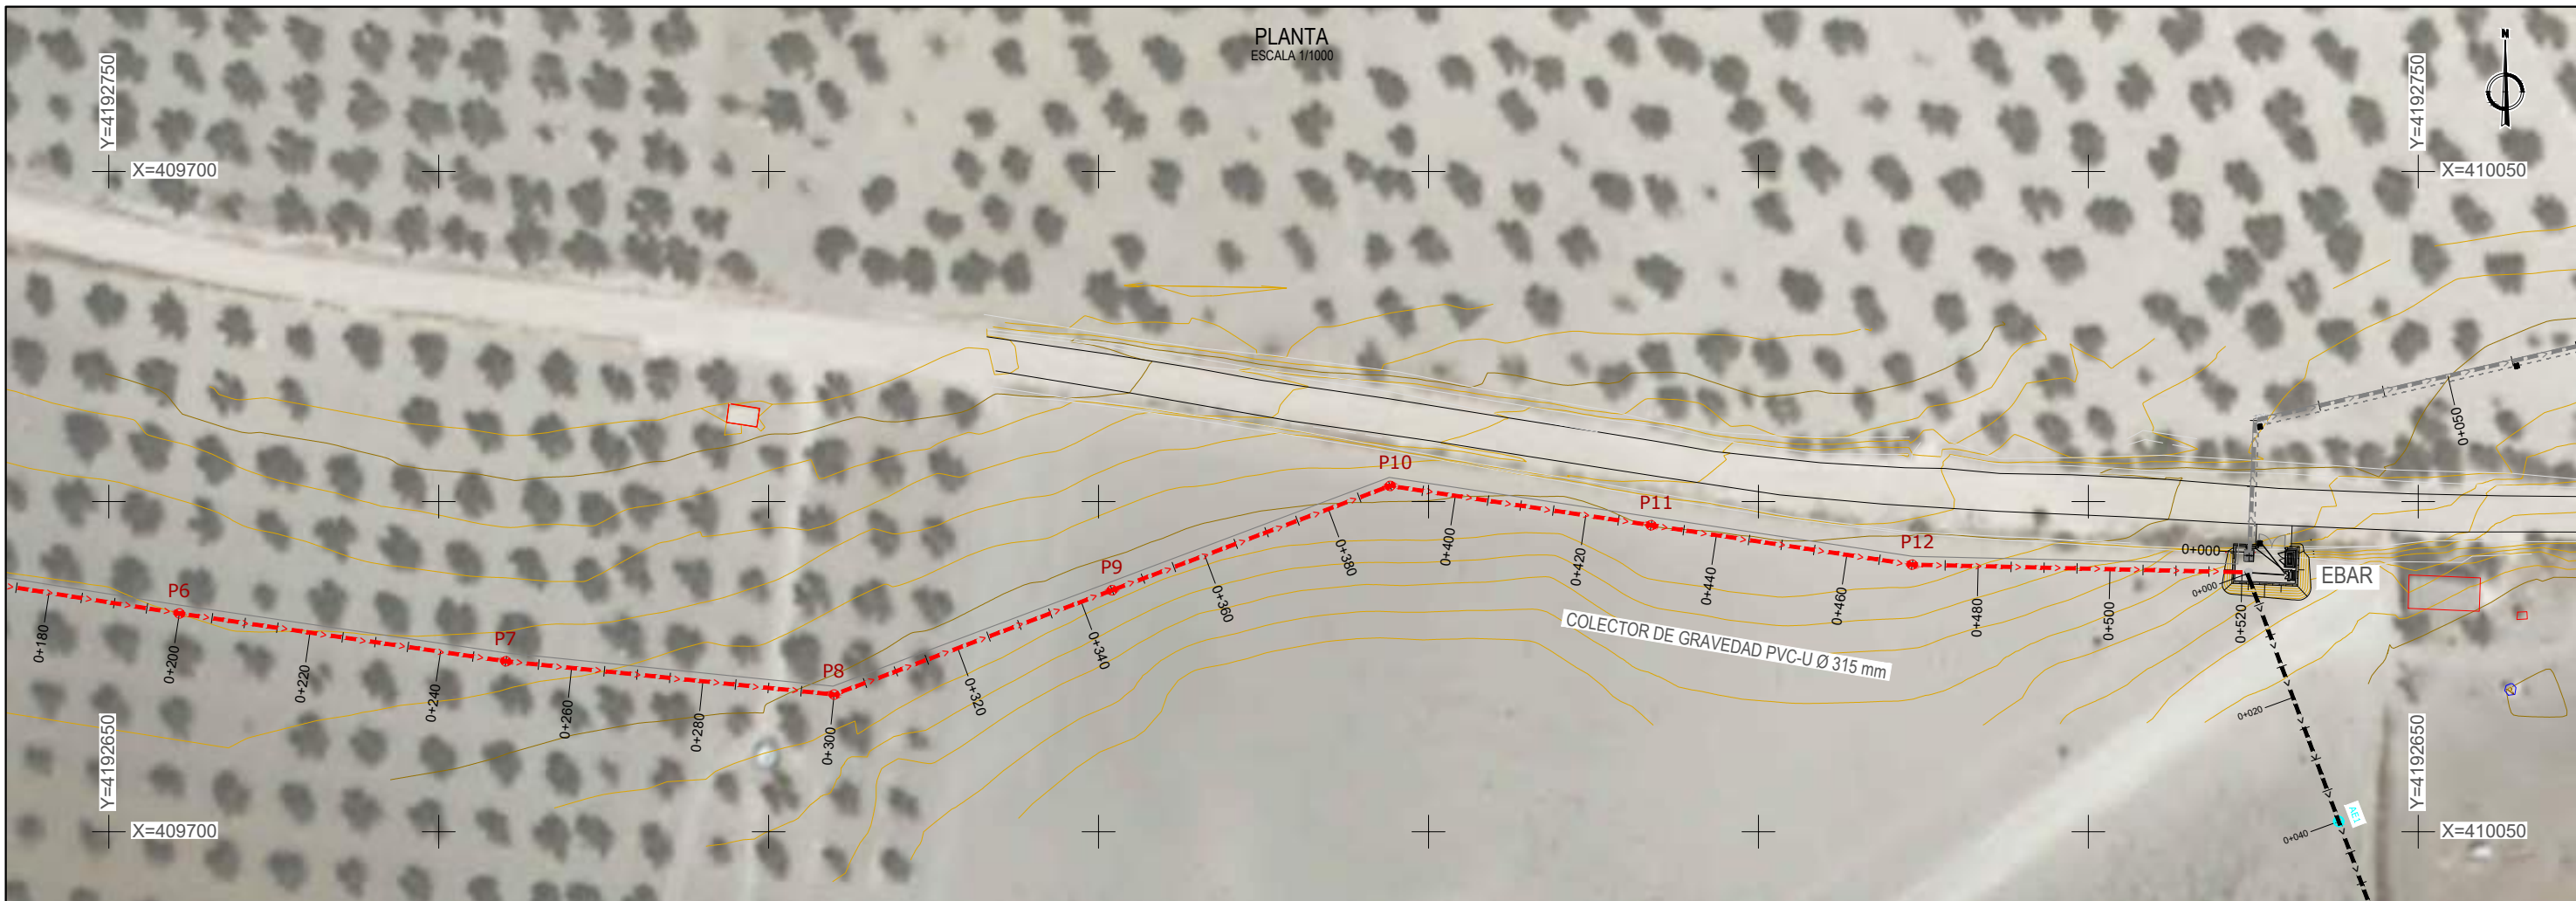 PLANTA
ESCALA 1/1000
N
Y=4192750
X=409700
Y=4192750
X=410050
P10
P11
P12
P9
P8
P7
P6
0+180
0+200
0+220
0+240
0+260
0+280
0+300
0+320
0+340
0+360
0+380
0+400
0+420
0+440
0+460
0+480
0+500
0+520
0+000
0+000
0+050
EBAR
COLECTOR DE GRAVEDAD PVC-U Ø 315 mm
0+020
0+040
AE1
Y=4192650
X=409700
Y=4192650
X=410050